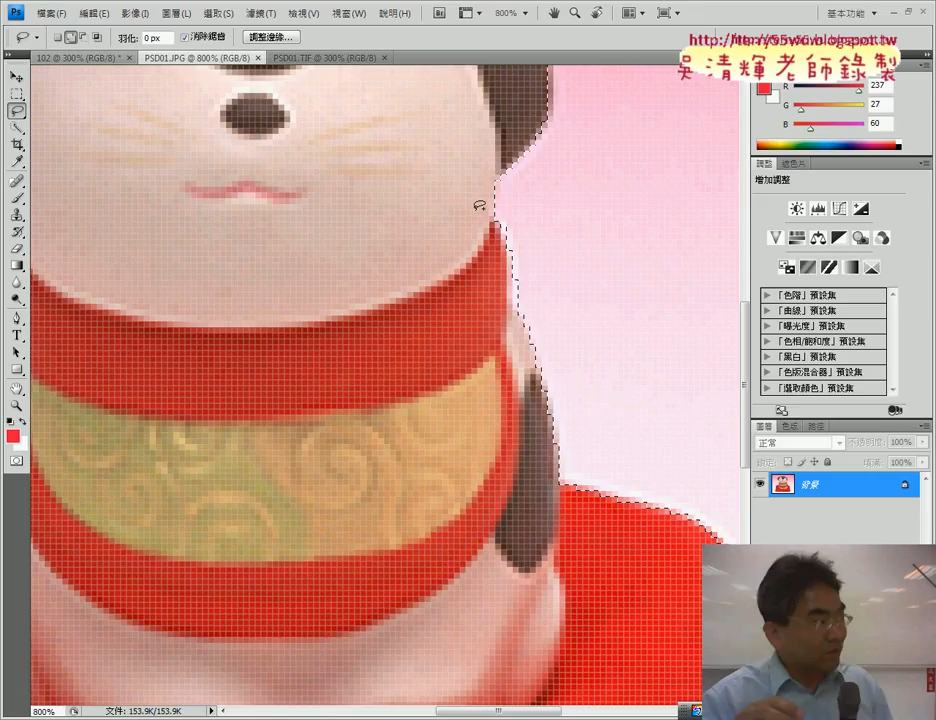 Ps 檔案(F) 編輯(E) 影像(I) 圖層(L) 選取(S) 濾鏡(T) 檢視(V) 視窗(W) 說明(H) Br 800% 基本功能
羽化: 0 px 消除鋸齒 調整邊緣...
102 @ 300% (RGB/8) * PSD01.JPG @ 800% (RGB/8) PSD01.TIF @ 300% (RGB/8)
吳清輝老師錄製
R 237
G 27
B 60
調整 遮色片
增加調整
「色階」預設集
「曲線」預設集
「曝光度」預設集
「色相/飽和度」預設集
「黑白」預設集
「色版混合器」預設集
「選取顏色」預設集
圖層 色版 路徑
正常 不透明度: 100%
鎖定: 填滿: 100%
背景
800% 文件: 153.9K/153.9K